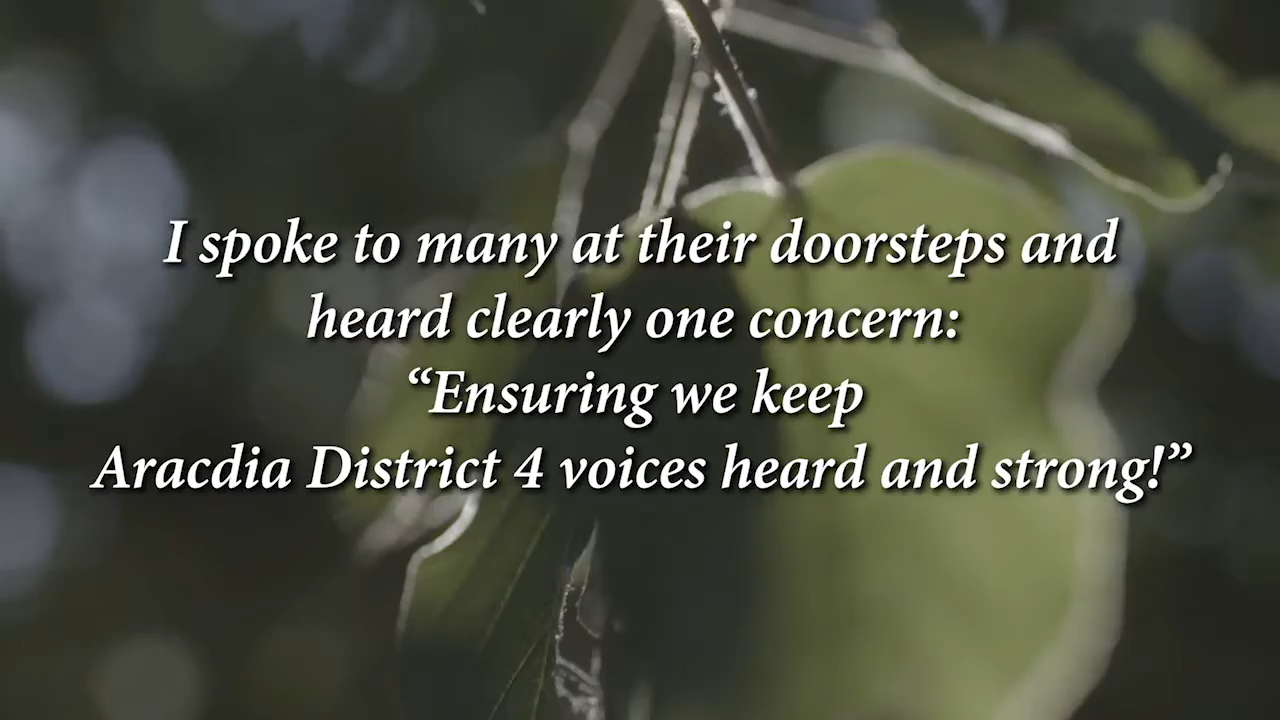 I spoke to many at their doorsteps and
heard clearly one concern:
“Ensuring we keep
Aracdia District 4 voices heard and strong!”